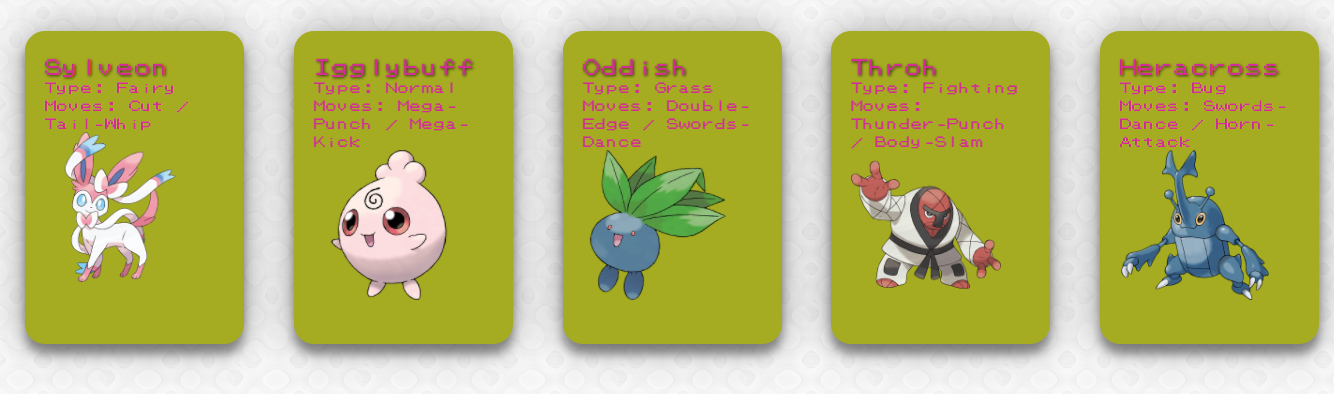 Sylveon
Type: Fairy
Moves: Cut /
Tail-Whip
Igglybuff
Type: Normal
Moves: Mega-
Punch / Mega-
Kick
Oddish
Type: Grass
Moves: Double-
Edge / Swords-
Dance
Throh
Type: Fighting
Moves:
Thunder-Punch
/ Body-Slam
Heracross
Type: Bug
Moves: Swords-
Dance / Horn-
Attack